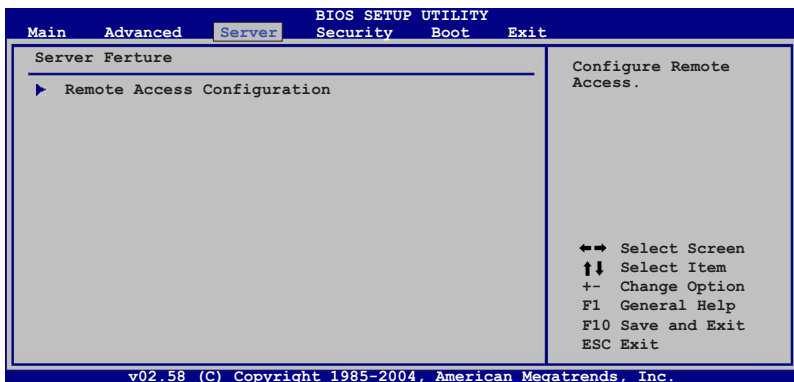 BIOS SETUP UTILITY
Main Advanced Server Security Boot Exit
Server Ferture
Remote Access Configuration
Configure Remote
Access.
Select Screen
Select Item
+- Change Option
F1 General Help
F10 Save and Exit
ESC Exit
v02.58 (C) Copyright 1985-2004, American Megatrends, Inc.